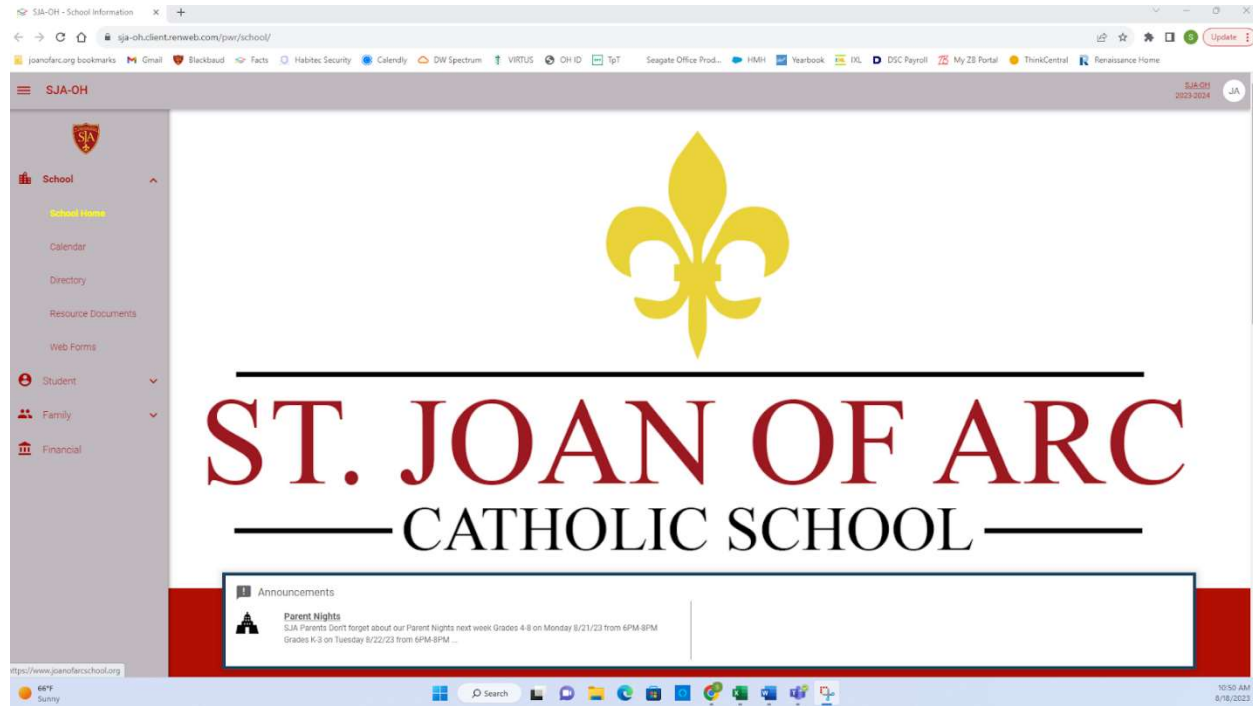 SJA-OH - School Information
sja-oh.client.renweb.com/pwr/school/
Update
joanofarc.org bookmarks Gmail Blackbaud Facts Habitec Security Calendly DW Spectrum VIRTUS OH ID TpT Seagate Office Prod... HMH Yearbook IXL DSC Payroll My ZB Portal ThinkCentral Renaissance Home
SJA-OH
SJA-OH
2023-2024
JA
SJA
School
School Home
Calendar
Directory
Resource Documents
Web Forms
Student
Family
Financial
ST. JOAN OF ARC
CATHOLIC SCHOOL
Announcements
Parent Nights
SJA Parents Don't forget about our Parent Nights next week Grades 4-8 on Monday 8/21/23 from 6PM-8PM
Grades K-3 on Tuesday 8/22/23 from 6PM-8PM ...
https://www.joanofarcschool.org
66°F
Sunny
Search
10:50 AM
8/18/2023